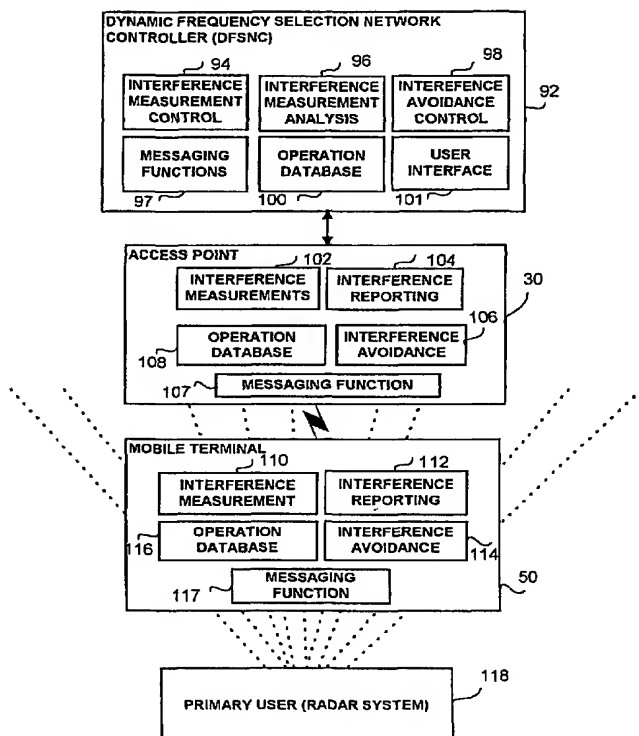 DYNAMIC FREQUENCY SELECTION NETWORK
CONTROLLER (DFSNC)
94
96
98
INTERFERENCE
MEASUREMENT
CONTROL
INTERFERENCE
MEASUREMENT
ANALYSIS
INTEREFENCE
AVOIDANCE
CONTROL
92
MESSAGING
FUNCTIONS
OPERATION
DATABASE
USER
INTERFACE
97
100
101
ACCESS POINT
102
104
INTERFERENCE
MEASUREMENTS
INTERFERENCE
REPORTING
30
106
OPERATION
DATABASE
INTERFERENCE
AVOIDANCE
108
107
MESSAGING FUNCTION
MOBILE TERMINAL
110
112
INTERFERENCE
MEASUREMENT
INTERFERENCE
REPORTING
OPERATION
DATABASE
INTERFERENCE
AVOIDANCE
116
114
117
MESSAGING
FUNCTION
50
118
PRIMARY USER (RADAR SYSTEM)